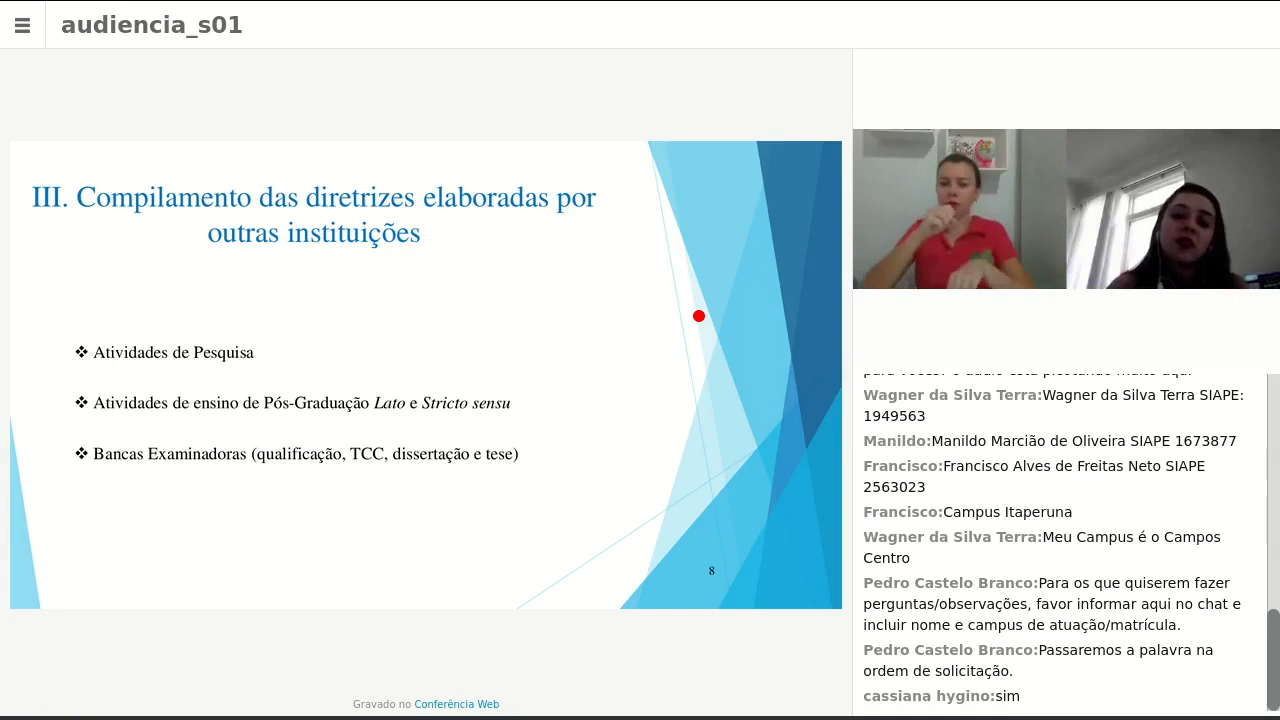 audiencia_s01
III. Compilamento das diretrizes elaboradas por
outras instituições
❖ Atividades de Pesquisa
❖ Atividades de ensino de Pós-Graduação Lato e Stricto sensu
❖ Bancas Examinadoras (qualificação, TCC, dissertação e tese)
8
Gravado no Conferência Web
Wagner da Silva Terra:Wagner da Silva Terra SIAPE:
1949563
Manildo:Manildo Marcião de Oliveira SIAPE 1673877
Francisco:Francisco Alves de Freitas Neto SIAPE
2563023
Francisco:Campus Itaperuna
Wagner da Silva Terra:Meu Campus é o Campos
Centro
Pedro Castelo Branco:Para os que quiserem fazer
perguntas/observações, favor informar aqui no chat e
incluir nome e campus de atuação/matrícula.
Pedro Castelo Branco:Passaremos a palavra na
ordem de solicitação.
cassiana hygino:sim